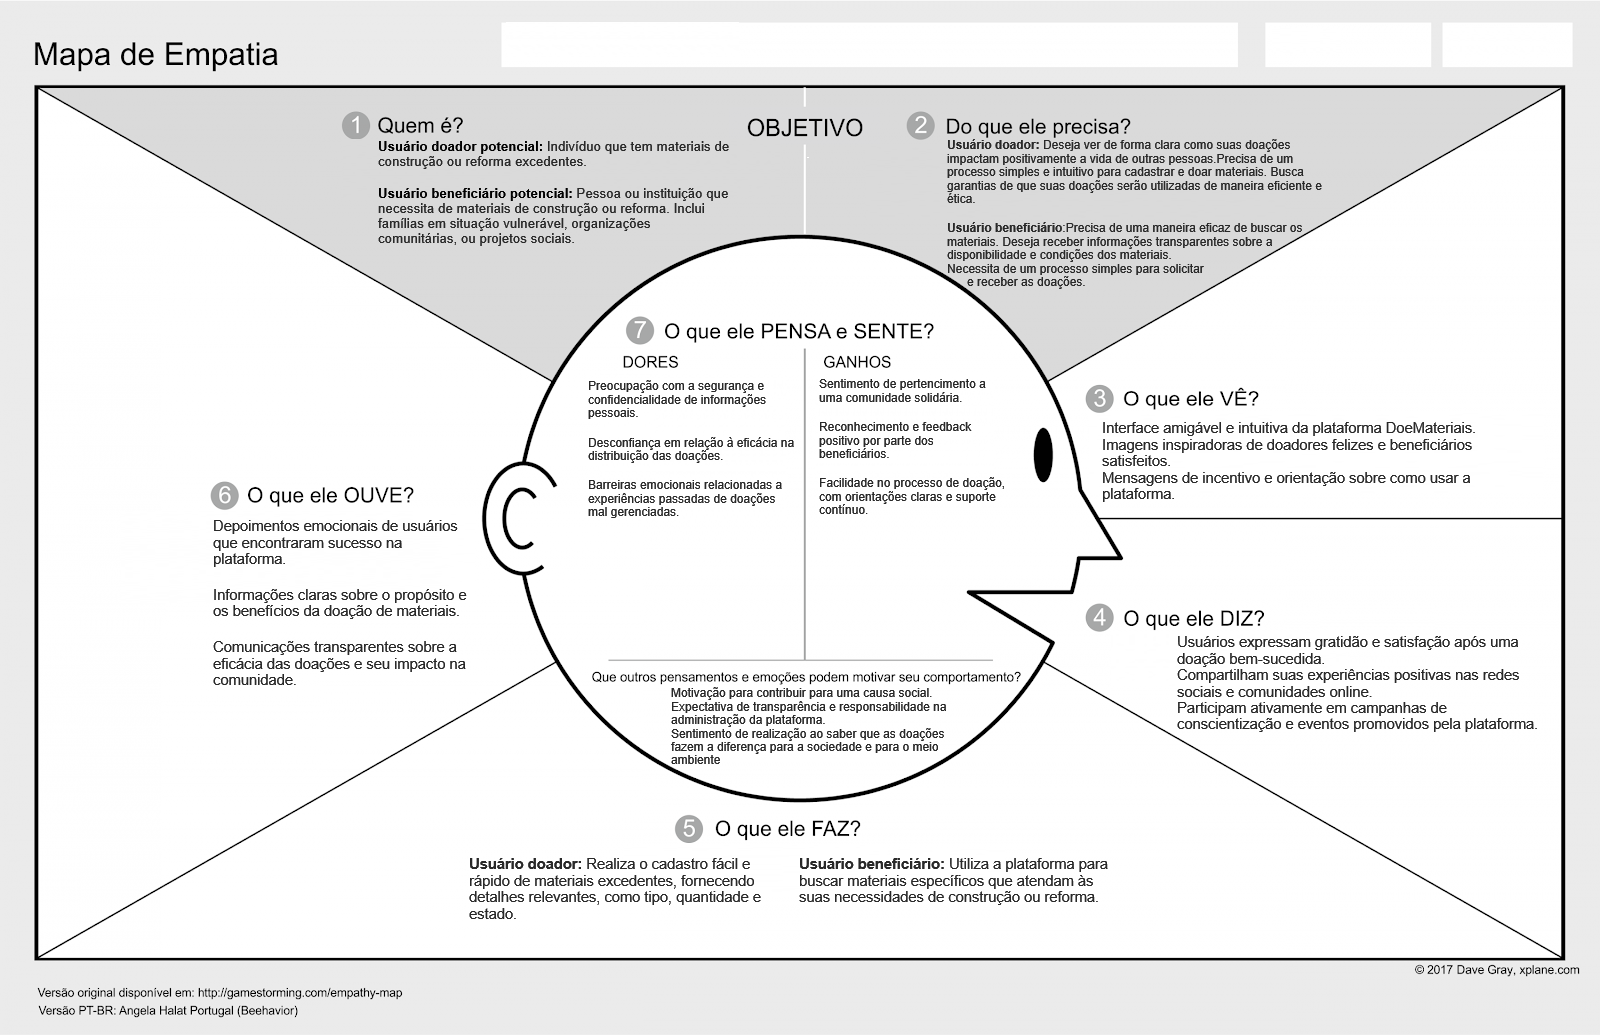 Mapa de Empatia
OBJETIVO
1 Quem é?
Usuário doador potencial: Indivíduo que tem materiais de
construção ou reforma excedentes.
Usuário beneficiário potencial: Pessoa ou instituição que
necessita de materiais de construção ou reforma. Inclui
famílias em situação vulnerável, organizações
comunitárias, ou projetos sociais.
2 Do que ele precisa?
Usuário doador: Deseja ver de forma clara como suas doações
impactam positivamente a vida de outras pessoas.Precisa de um
processo simples e intuitivo para cadastrar e doar materiais. Busca
garantias de que suas doações serão utilizadas de maneira eficiente e
ética.
Usuário beneficiário:Precisa de uma maneira eficaz de buscar os
materiais. Deseja receber informações transparentes sobre a
disponibilidade e condições dos materiais.
Necessita de um processo simples para solicitar
e receber as doações.
3 O que ele VÊ?
Interface amigável e intuitiva da plataforma DoeMateriais.
Imagens inspiradoras de doadores felizes e beneficiários
satisfeitos.
Mensagens de incentivo e orientação sobre como usar a
plataforma.
4 O que ele DIZ?
Usuários expressam gratidão e satisfação após uma
doação bem-sucedida.
Compartilham suas experiências positivas nas redes
sociais e comunidades online.
Participam ativamente em campanhas de
conscientização e eventos promovidos pela plataforma.
5 O que ele FAZ?
Usuário doador: Realiza o cadastro fácil e
rápido de materiais excedentes, fornecendo
detalhes relevantes, como tipo, quantidade e
estado.
Usuário beneficiário: Utiliza a plataforma para
buscar materiais específicos que atendam às
suas necessidades de construção ou reforma.
6 O que ele OUVE?
Depoimentos emocionais de usuários
que encontraram sucesso na
plataforma.
Informações claras sobre o propósito e
os benefícios da doação de materiais.
Comunicações transparentes sobre a
eficácia das doações e seu impacto na
comunidade.
7 O que ele PENSA e SENTE?
DORES
Preocupação com a segurança e
confidencialidade de informações
pessoais.
Desconfiança em relação à eficácia na
distribuição das doações.
Barreiras emocionais relacionadas a
experiências passadas de doações
mal gerenciadas.
GANHOS
Sentimento de pertencimento a
uma comunidade solidária.
Reconhecimento e feedback
positivo por parte dos
beneficiários.
Facilidade no processo de doação,
com orientações claras e suporte
contínuo.
Que outros pensamentos e emoções podem motivar seu comportamento?
Motivação para contribuir para uma causa social.
Expectativa de transparência e responsabilidade na
administração da plataforma.
Sentimento de realização ao saber que as doações
fazem a diferença para a sociedade e para o meio
ambiente
© 2017 Dave Gray, xplane.com
Versão original disponível em: http://gamestorming.com/empathy-map
Versão PT-BR: Angela Halat Portugal (Beehavior)